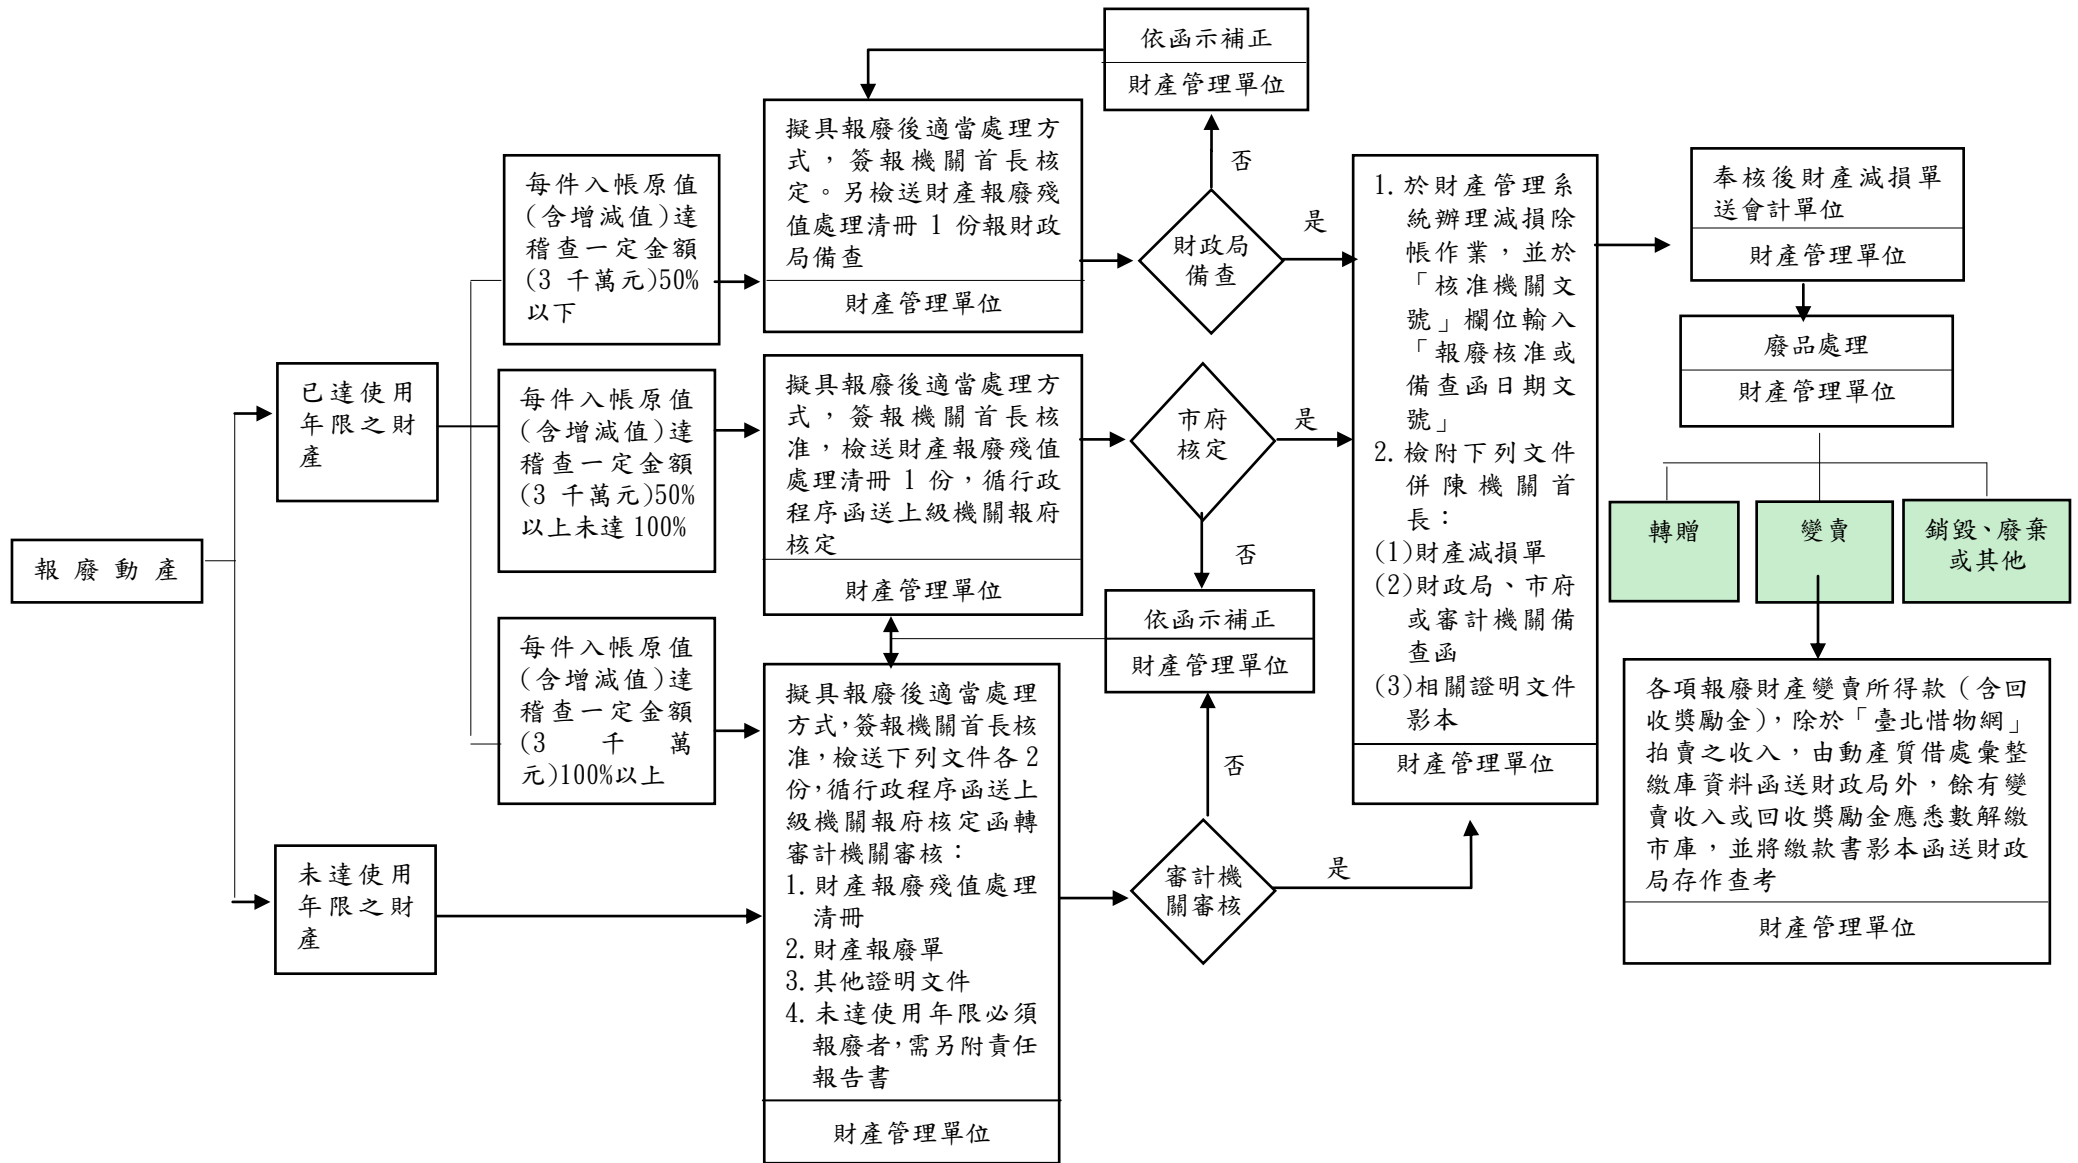 報廢動產
已達使用
年限之財
產
未達使用
年限之財
產
每件入帳原值
(含增減值)達
稽查一定金額
(3 千萬元)50%
以下
每件入帳原值
(含增減值)達
稽查一定金額
(3 千萬元)50%
以上未達 100%
每件入帳原值
(含增減值)達
稽查一定金額
(3 千 萬
元)100%以上
擬具報廢後適當處理方
式，簽報機關首長核
定。另檢送財產報廢殘
值處理清冊 1 份報財政
局備查
財產管理單位
擬具報廢後適當處理方
式，簽報機關首長核
准，檢送財產報廢殘值
處理清冊 1 份，循行政
程序函送上級機關報府
核定
財產管理單位
擬具報廢後適當處理
方式，簽報機關首長核
准，檢送下列文件各 2
份，循行政程序函送上
級機關報府核定函轉
審計機關審核：
1. 財產報廢殘值處理
清冊
2. 財產報廢單
3. 其他證明文件
4. 未達使用年限必須
報廢者，需另附責任
報告書
財產管理單位
依函示補正
財產管理單位
否
財政局
備查
是
市府
核定
是
否
依函示補正
財產管理單位
否
審計機
關審核
是
1. 於財產管理系
統辦理減損除
帳作業，並於
「核准機關文
號」欄位輸入
「報廢核准或
備查函日期文
號」
2. 檢附下列文件
併陳機關首
長：
(1)財產減損單
(2)財政局、市府
或審計機關備
查函
(3)相關證明文件
影本
財產管理單位
奉核後財產減損單
送會計單位
財產管理單位
廢品處理
財產管理單位
轉贈
變賣
銷毀、廢棄
或其他
各項報廢財產變賣所得款（含回
收獎勵金），除於「臺北惜物網」
拍賣之收入，由動產質借處彙整
繳庫資料函送財政局外，餘有變
賣收入或回收獎勵金應悉數解繳
市庫，並將繳款書影本函送財政
局存作查考
財產管理單位